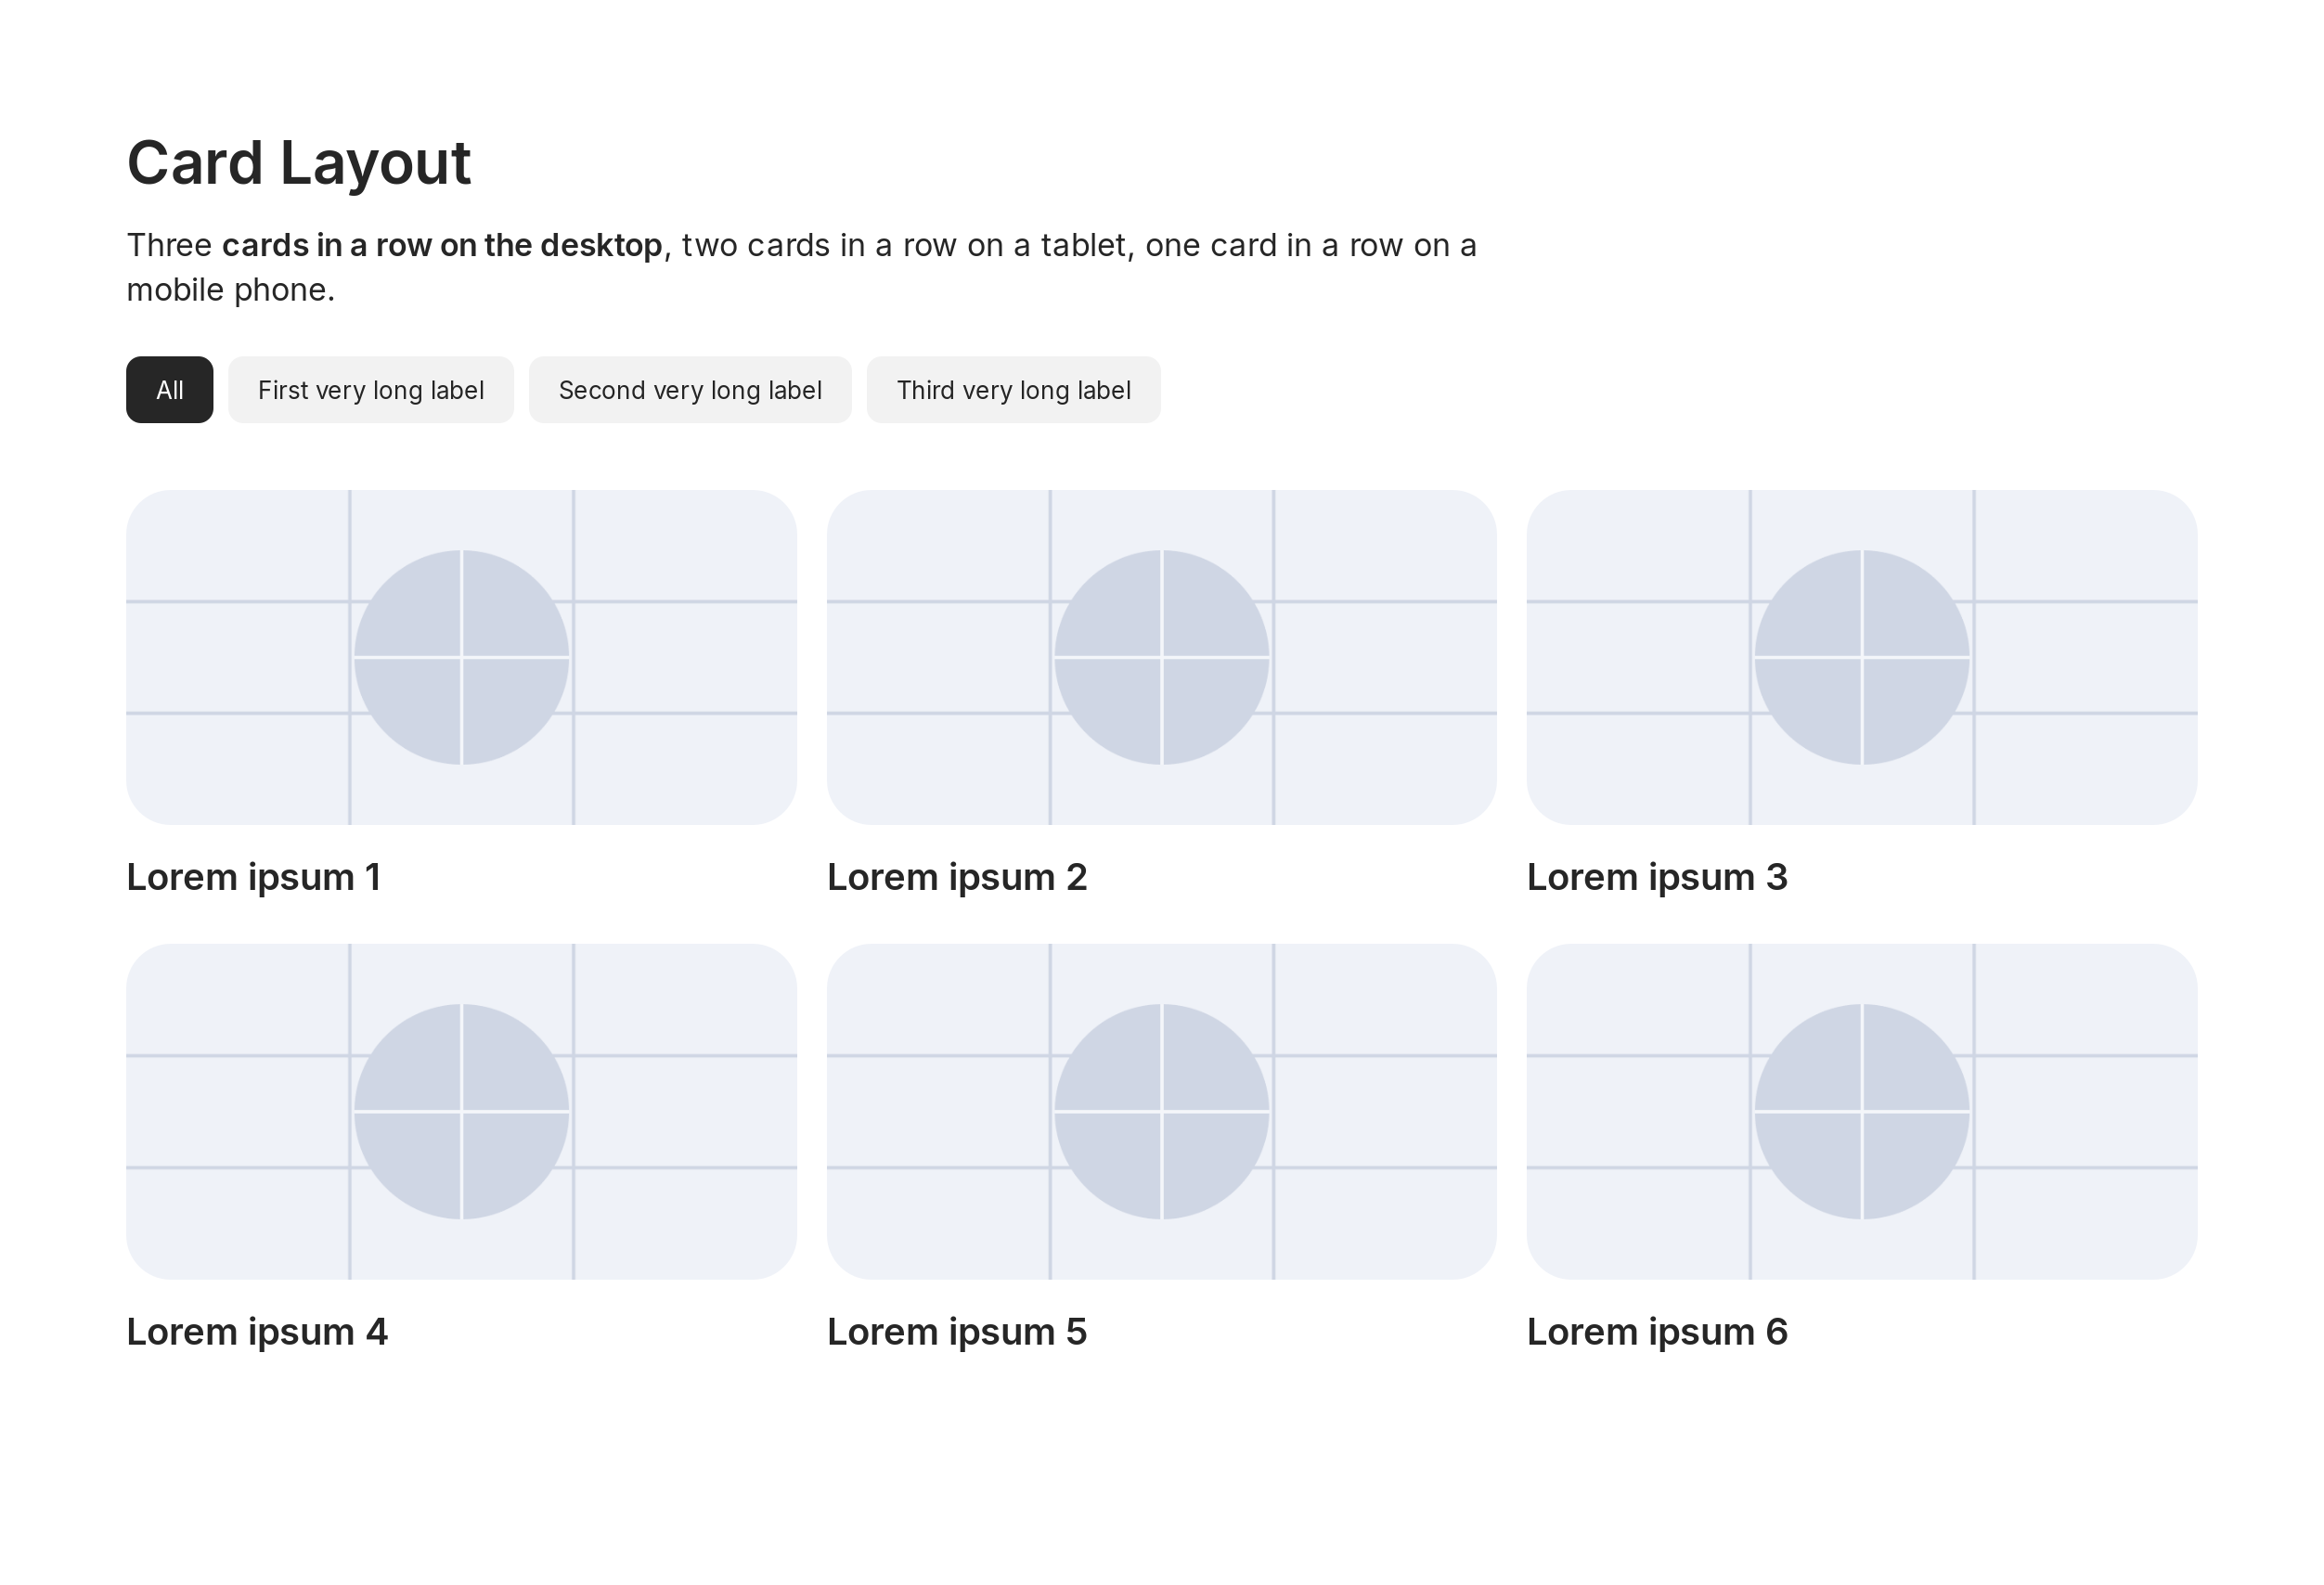 Card Layout
Three cards in a row on the desktop, two cards in a row on a tablet, one card in a row on a
mobile phone.
All First very long label Second very long label Third very long label
Lorem ipsum 1 Lorem ipsum 2 Lorem ipsum 3
Lorem ipsum 4 Lorem ipsum 5 Lorem ipsum 6